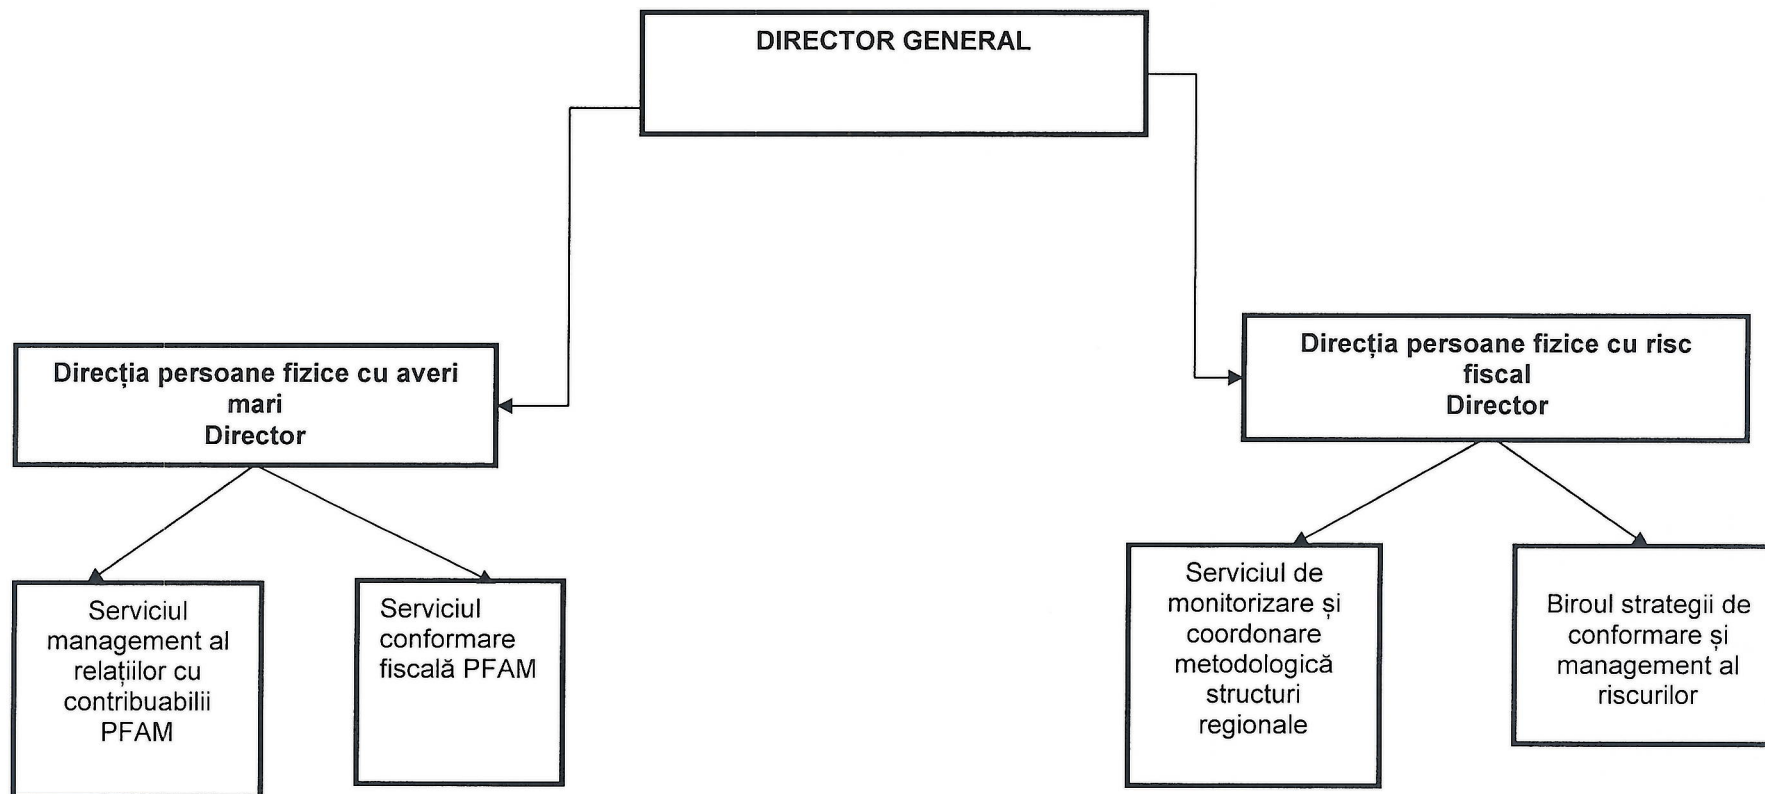 DIRECTOR GENERAL
Direcția persoane fizice cu averi
mari
Director
Direcția persoane fizice cu risc
fiscal
Director
Serviciul
management al
relațiilor cu
contribuabilii
PFAM
Serviciul
conformare
fiscală PFAM
Serviciul de
monitorizare și
coordonare
metodologică
structuri
regionale
Biroul strategii de
conformare și
management al
riscurilor